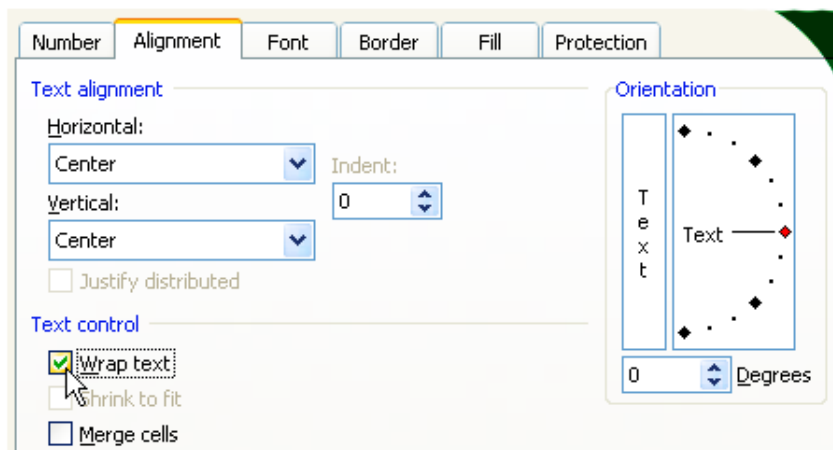 Number Alignment Font Border Fill Protection
Text alignment
Horizontal:
Center
Indent:
0
Vertical:
Center
Justify distributed
Text control
Wrap text
Shrink to fit
Merge cells
Orientation
Text
Text
0 Degrees